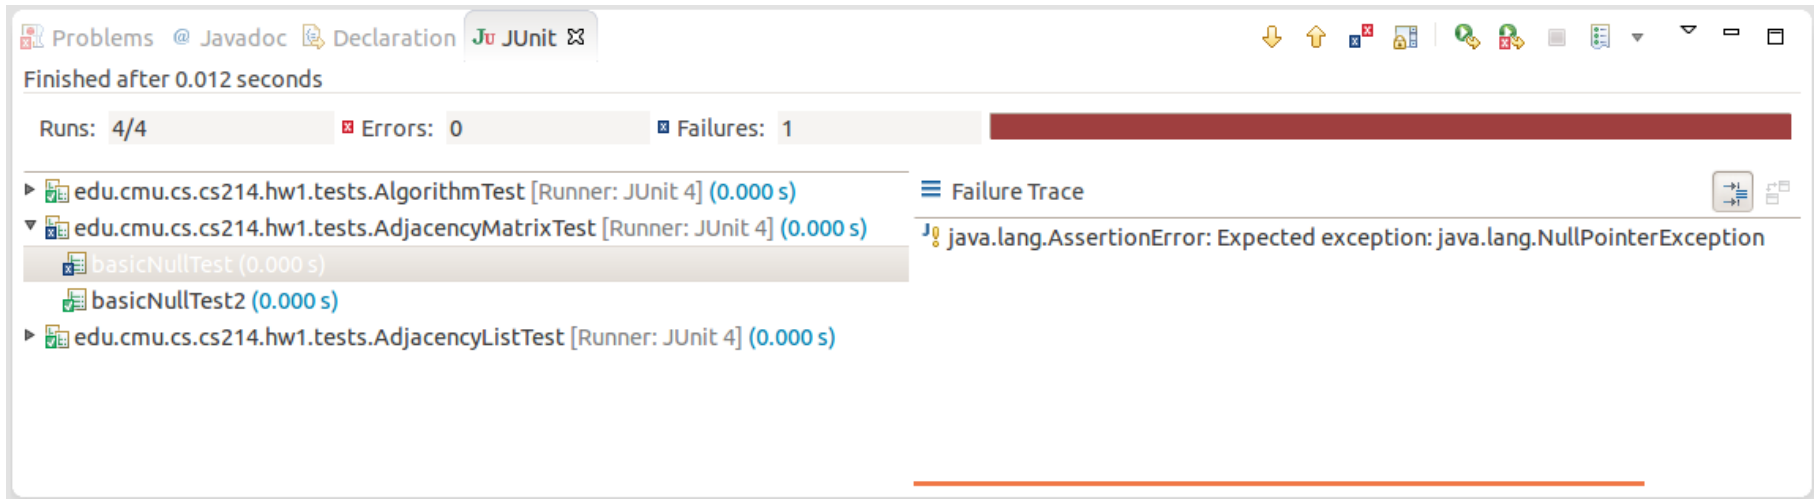 Problems @ Javadoc Declaration Ju JUnit
Finished after 0.012 seconds
Runs: 4/4 Errors: 0 Failures: 1
edu.cmu.cs.cs214.hw1.tests.AlgorithmTest [Runner: JUnit 4] (0.000 s)
edu.cmu.cs.cs214.hw1.tests.AdjacencyMatrixTest [Runner: JUnit 4] (0.000 s)
basicNullTest (0.000 s)
basicNullTest2 (0.000 s)
edu.cmu.cs.cs214.hw1.tests.AdjacencyListTest [Runner: JUnit 4] (0.000 s)
Failure Trace
java.lang.AssertionError: Expected exception: java.lang.NullPointerException